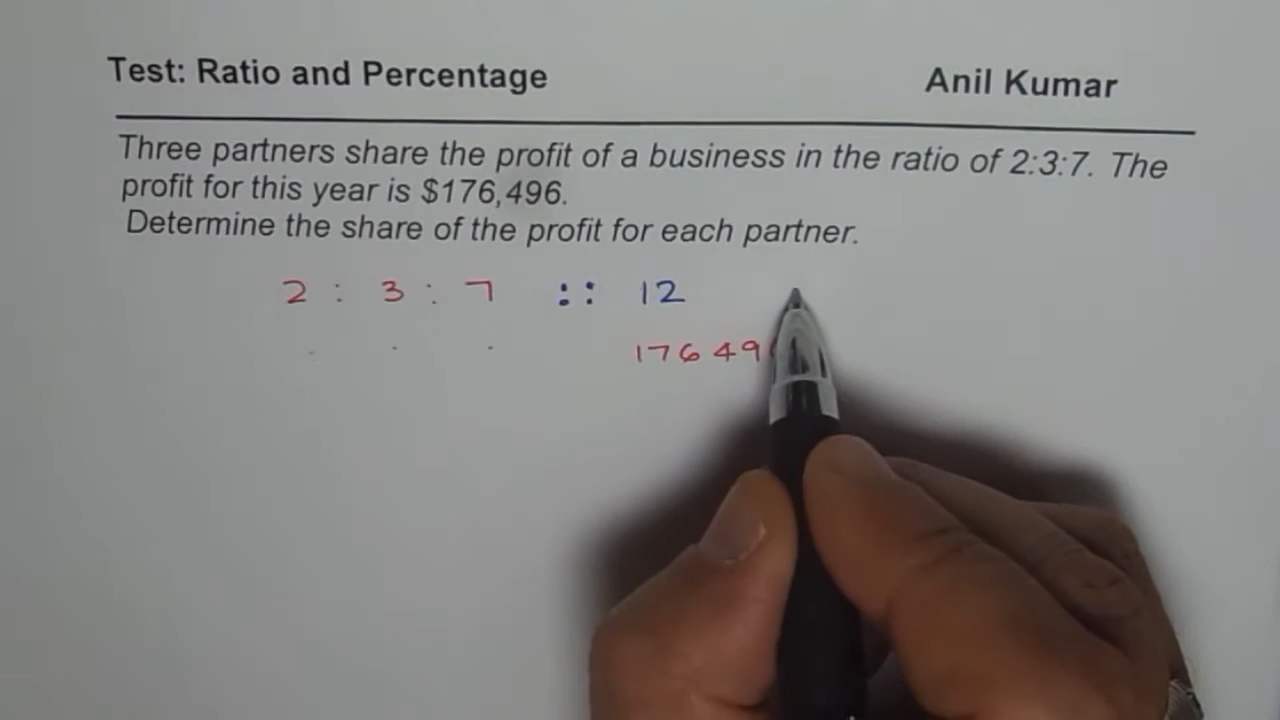 Test: Ratio and Percentage Anil Kumar
Three partners share the profit of a business in the ratio of 2:3:7. The
profit for this year is $176,496.
Determine the share of the profit for each partner.
2 : 3 : 7 :: 12
. . . 17649